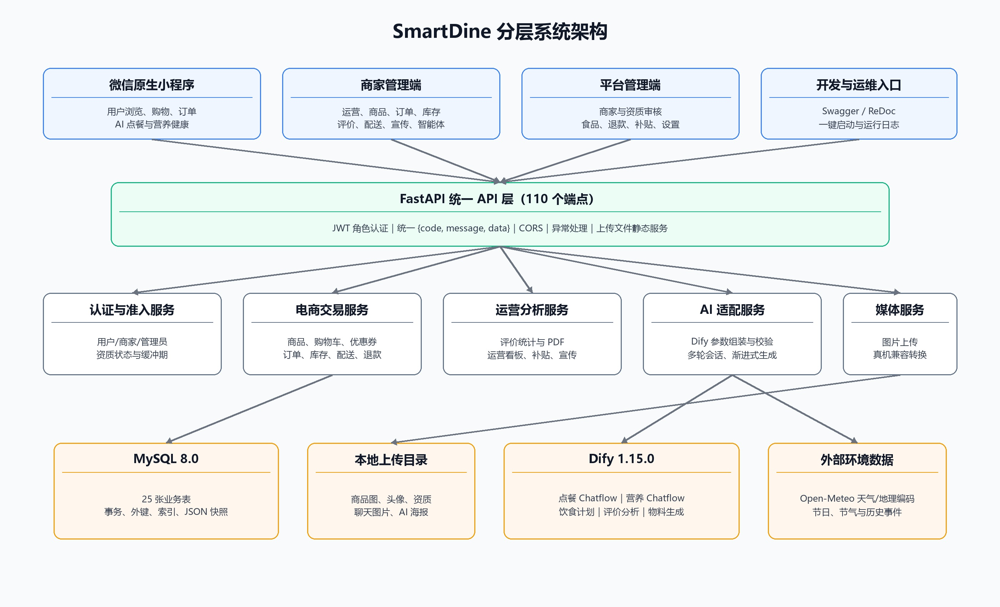 SmartDine 分层系统架构
微信原生小程序
用户浏览、购物、订单
AI 点餐与营养健康
商家管理端
运营、商品、订单、库存
评价、配送、宣传、智能体
平台管理端
商家与资质审核
食品、退款、补贴、设置
开发与运维入口
Swagger / ReDoc
一键启动与运行日志
FastAPI 统一 API 层（110 个端点）
JWT 角色认证 | 统一 {code, message, data} | CORS | 异常处理 | 上传文件静态服务
认证与准入服务
用户/商家/管理员
资质状态与缓冲期
电商交易服务
商品、购物车、优惠券
订单、库存、配送、退款
运营分析服务
评价统计与 PDF
运营看板、补贴、宣传
AI 适配服务
Dify 参数组装与校验
多轮会话、渐进式生成
媒体服务
图片上传
真机兼容转换
MySQL 8.0
25 张业务表
事务、外键、索引、JSON 快照
本地上传目录
商品图、头像、资质
聊天图片、AI 海报
Dify 1.15.0
点餐 Chatflow | 营养 Chatflow
饮食计划 | 评价分析 | 物料生成
外部环境数据
Open-Meteo 天气/地理编码
节日、节气与历史事件